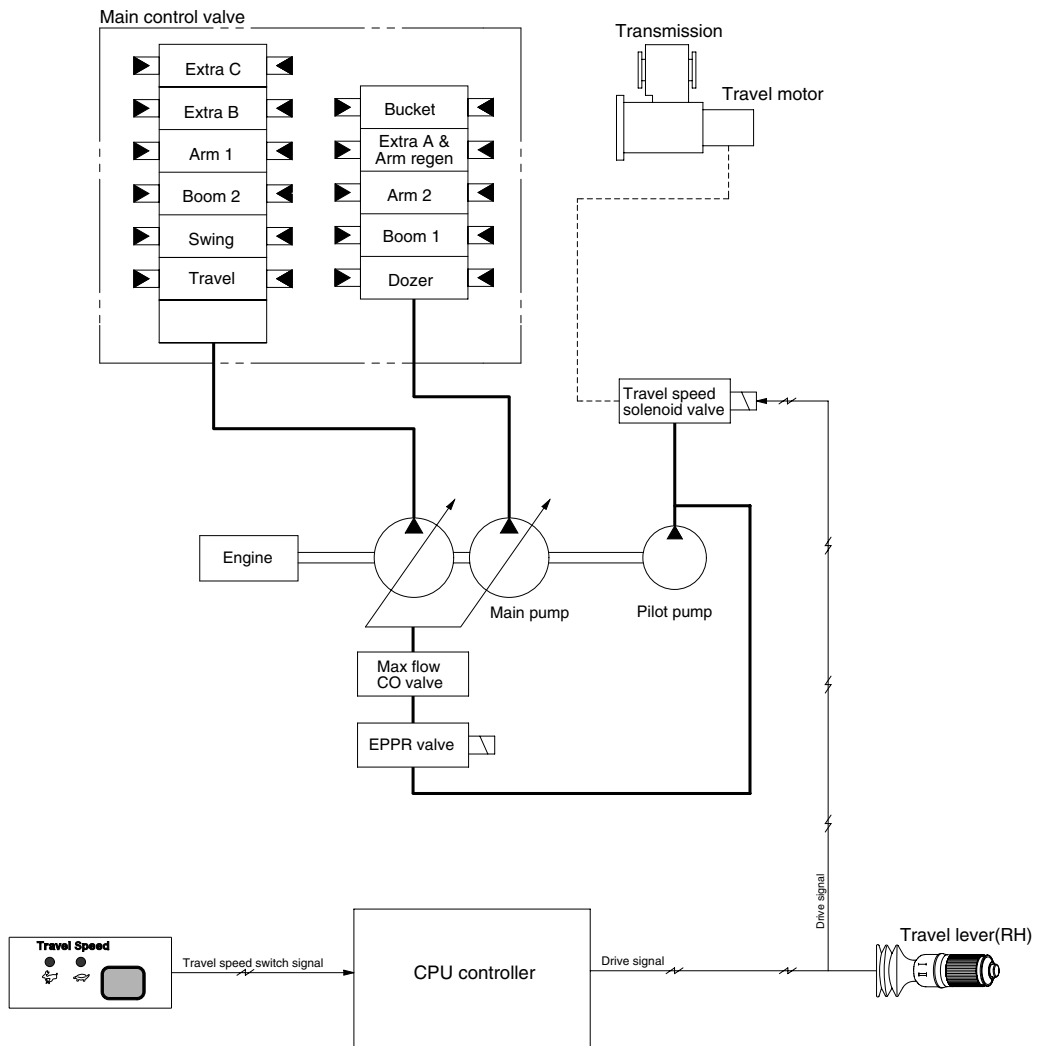 Main control valve
Extra C
Extra B
Arm 1
Boom 2
Swing
Travel
Bucket
Extra A &
Arm regen
Arm 2
Boom 1
Dozer
Transmission
Travel motor
Travel speed
solenoid valve
Engine
Main pump
Pilot pump
Max flow
CO valve
EPPR valve
Drive signal
Travel Speed
Travel speed switch signal
CPU controller
Drive signal
Travel lever(RH)
I
II